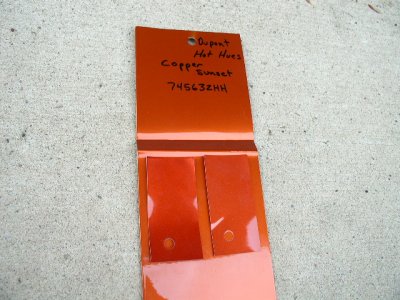 Dupont
Hot Hues
Copper
Sunset
745632HH